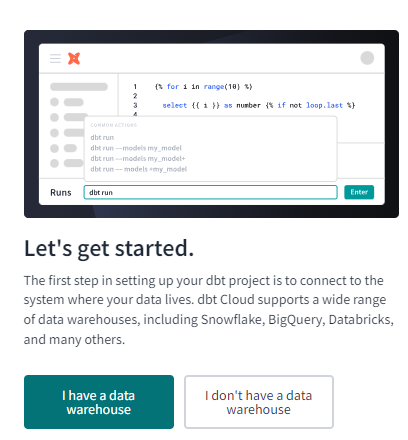 1 {% for i in range(10) %}
2
3 select {{ i }} as number {% if not loop.last %}
4
COMMON ACTIONS
dbt run
dbt run --models my_model
dbt run --models my_model+
dbt run -- models +my_model
Runs dbt run Enter
Let's get started.
The first step in setting up your dbt project is to connect to the
system where your data lives. dbt Cloud supports a wide range
of data warehouses, including Snowflake, BigQuery, Databricks,
and many others.
I have a data
warehouse
I don't have a data
warehouse